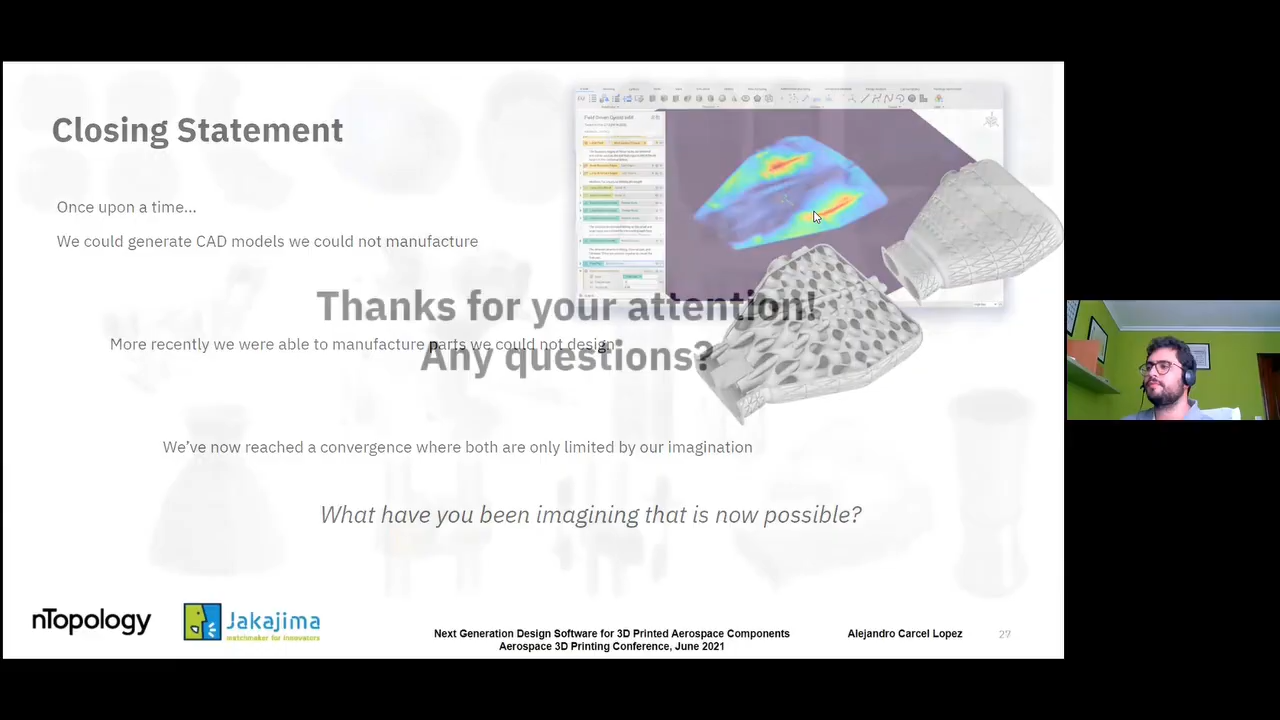 Closing Statement
Once upon a time...
We could generate CAD models we could not manufacture
Thanks for your attention!
More recently we were able to manufacture parts we could not design
Any questions?
We've now reached a convergence where both are only limited by our imagination
What have you been imagining that is now possible?
nTopology
Jakajima
matchmaker for innovators
Next Generation Design Software for 3D Printed Aerospace Components
Aerospace 3D Printing Conference, June 2021
Alejandro Carcel Lopez
27